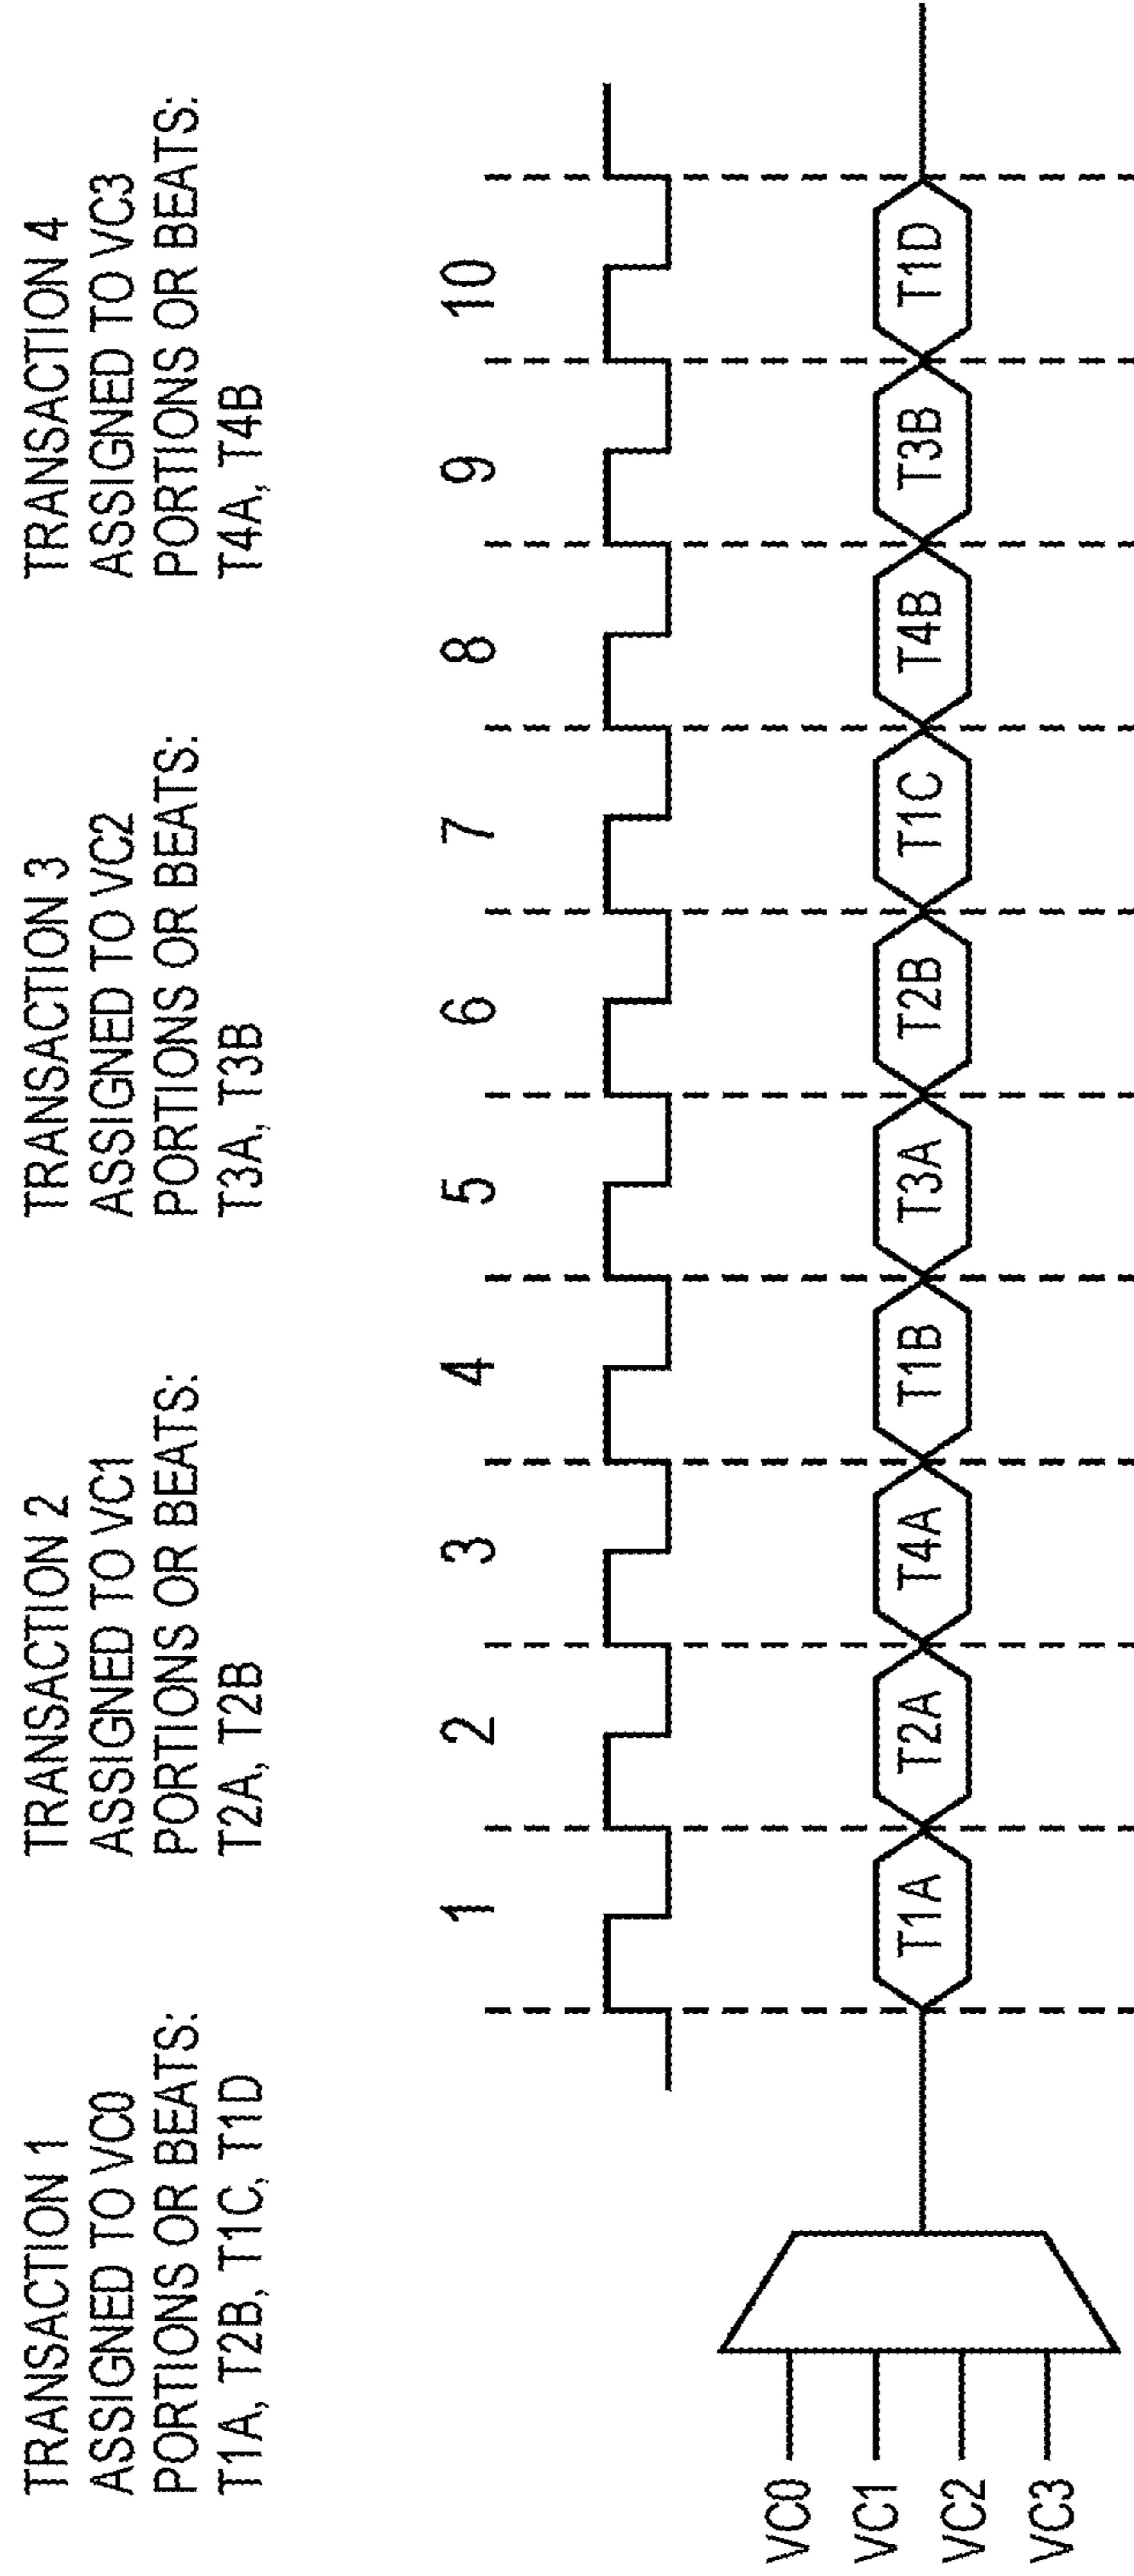 TRANSACTION 1
ASSIGNED TO VC0
PORTIONS OR BEATS:
T1A, T2B, T1C, T1D
TRANSACTION 2
ASSIGNED TO VC1
PORTIONS OR BEATS:
T2A, T2B
TRANSACTION 3
ASSIGNED TO VC2
PORTIONS OR BEATS:
T3A, T3B
TRANSACTION 4
ASSIGNED TO VC3
PORTIONS OR BEATS:
T4A, T4B
1 2 3 4 5 6 7 8 9 10
VC0
VC1
VC2
VC3
T1A T2A T4A T1B T3A T2B T1C T4B T3B T1D